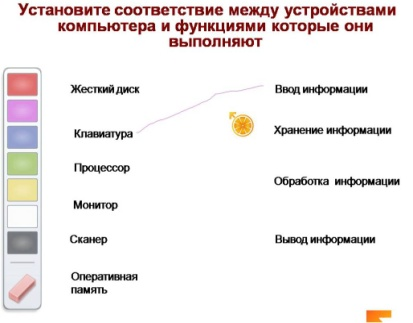 Установите соответствие между устройствами
компьютера и функциями которые они
выполняют
Жесткий диск
Ввод информации
Клавиатура
Хранение информации
Процессор
Обработка информации
Монитор
Сканер
Вывод информации
Оперативная
память